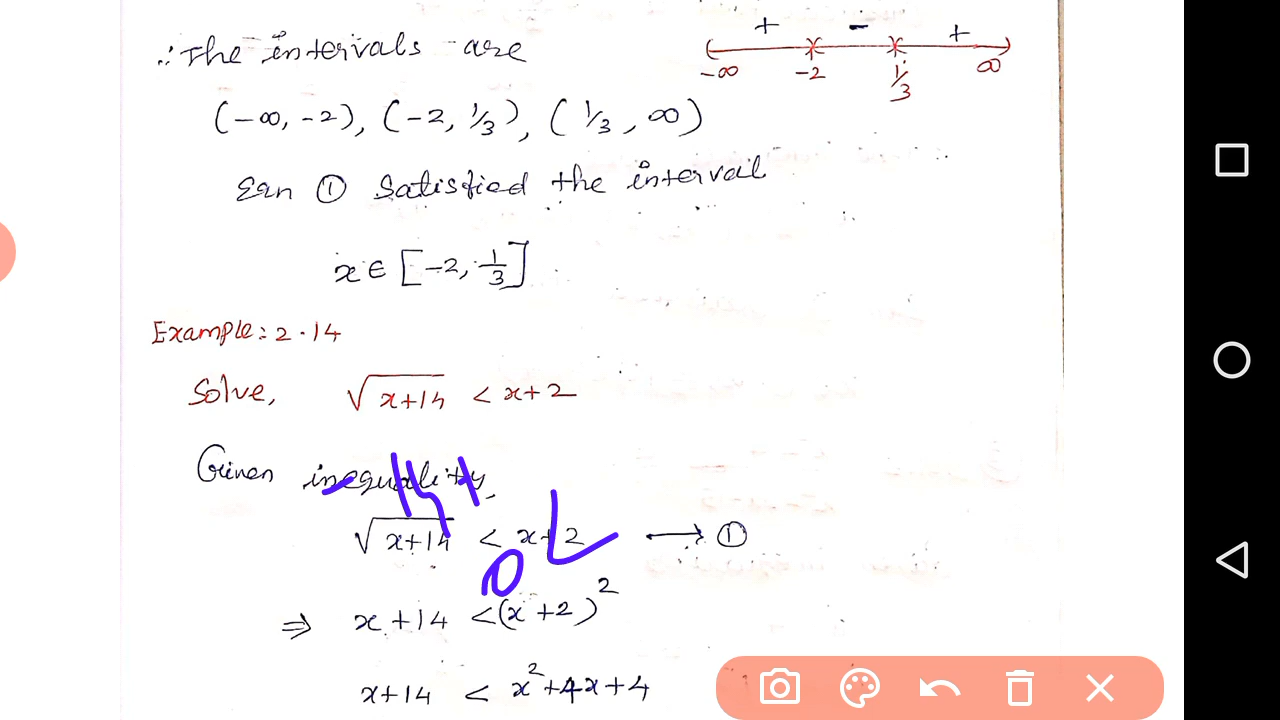 + - +
-∞ -2 1/3 ∞
∴ The intervals are
(-∞, -2), (-2, 1/3), (1/3, ∞)
Eqn ① Satisfied the interval
x ∈ [-2, 1/3]
Example: 2.14
Solve, √x+14 < x+2
Given inequality,
√x+14 < x+2 → ①
⇒ x+14 < (x+2)²
x+14 < x²+4x+4